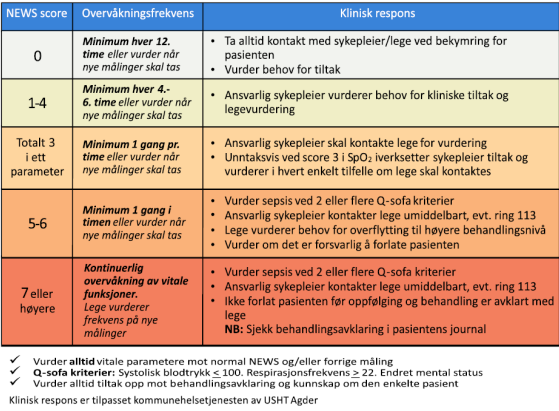 NEWS score
Overvåkningsfrekvens
Klinisk respons
0
Minimum hver 12.
time eller vurder når
nye målinger skal tas
• Ta alltid kontakt med sykepleier/lege ved bekymring for
pasienten
• Vurder behov for tiltak
1-4
Minimum hver 4.-
6. time eller vurder når
nye målinger skal tas
• Ansvarlig sykepleier vurderer behov for kliniske tiltak og
legevurdering
Totalt 3
i ett
parameter
Minimum 1 gang pr.
time eller vurder når
nye målinger skal tas
• Ansvarlig sykepleier skal kontakte lege for vurdering
• Unntaksvis ved score 3 i SpO₂ iverksetter sykepleier tiltak og
vurderer i hvert enkelt tilfelle om lege skal kontaktes
5-6
Minimum 1 gang i
timen eller vurder når
nye målinger skal tas
• Vurder sepsis ved 2 eller flere Q-sofa kriterier
• Ansvarlig sykepleier kontakter lege umiddelbart, evt. ring 113
• Lege vurderer behov for overflytting til høyere behandlingsnivå
• Vurder om det er forsvarlig å forlate pasienten
7 eller
høyere
Kontinuerlig
overvåkning av vitale
funksjoner.
Lege vurderer
frekvens på nye
målinger
• Vurder sepsis ved 2 eller flere Q-sofa kriterier
• Ansvarlig sykepleier kontakter lege umiddelbart, evt. ring 113
• Ikke forlat pasienten før oppfølging og behandling er avklart med
lege
NB: Sjekk behandlingsavklaring i pasientens journal
✓ Vurder alltid vitale parametere mot normal NEWS og/eller forrige måling
✓ Q-sofa kriterier: Systolisk blodtrykk ≤ 100. Respirasjonsfrekvens ≥ 22. Endret mental status
✓ Vurder alltid tiltak opp mot behandlingsavklaring og kunnskap om den enkelte pasient
Klinisk respons er tilpasset kommunehelsetjenesten av USHT Agder